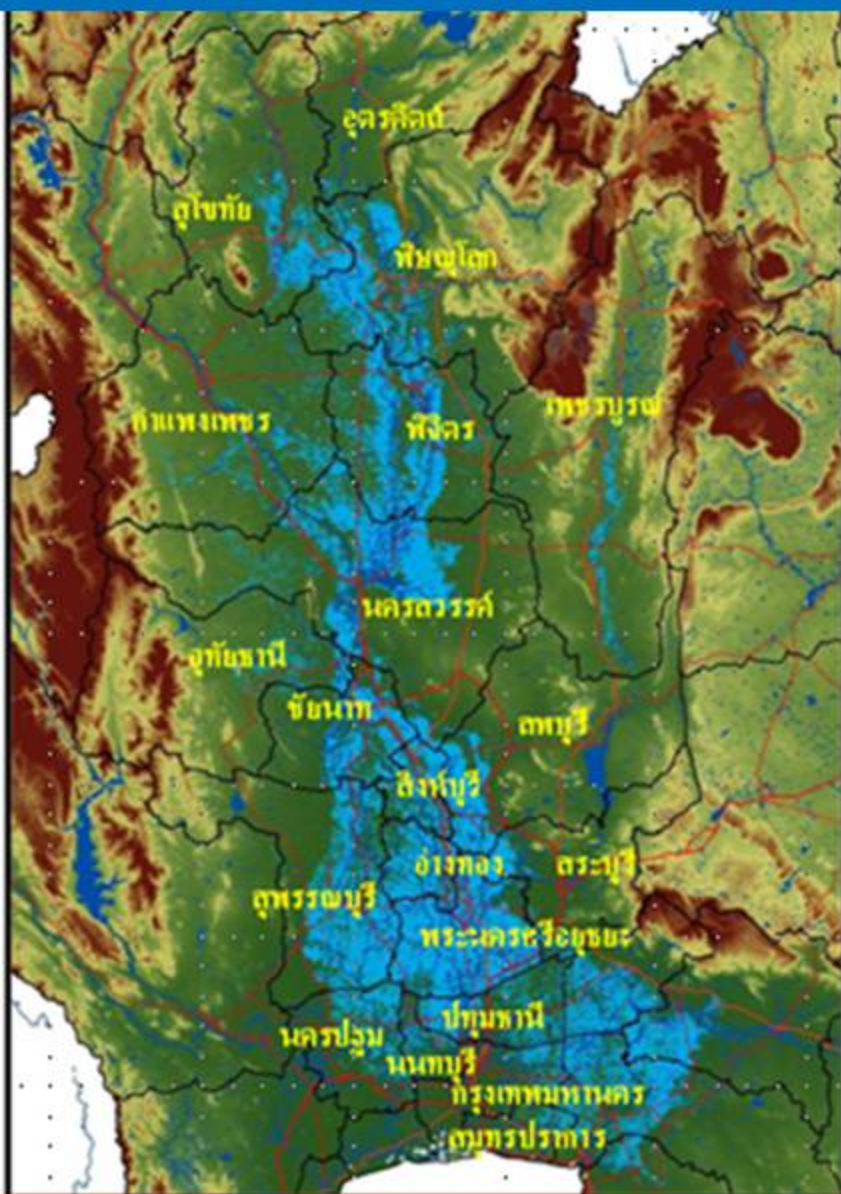 อุตรดิตถ์
สุโขทัย
พิษณุโลก
กำแพงเพชร
พิจิตร
เพชรบูรณ์
นครสวรรค์
อุทัยธานี
ชัยนาท
ลพบุรี
สิงห์บุรี
อ่างทอง
สระบุรี
สุพรรณบุรี
พระนครศรีอยุธยา
ปทุมธานี
นครปฐม
นนทบุรี
กรุงเทพมหานคร
สมุทรปราการ